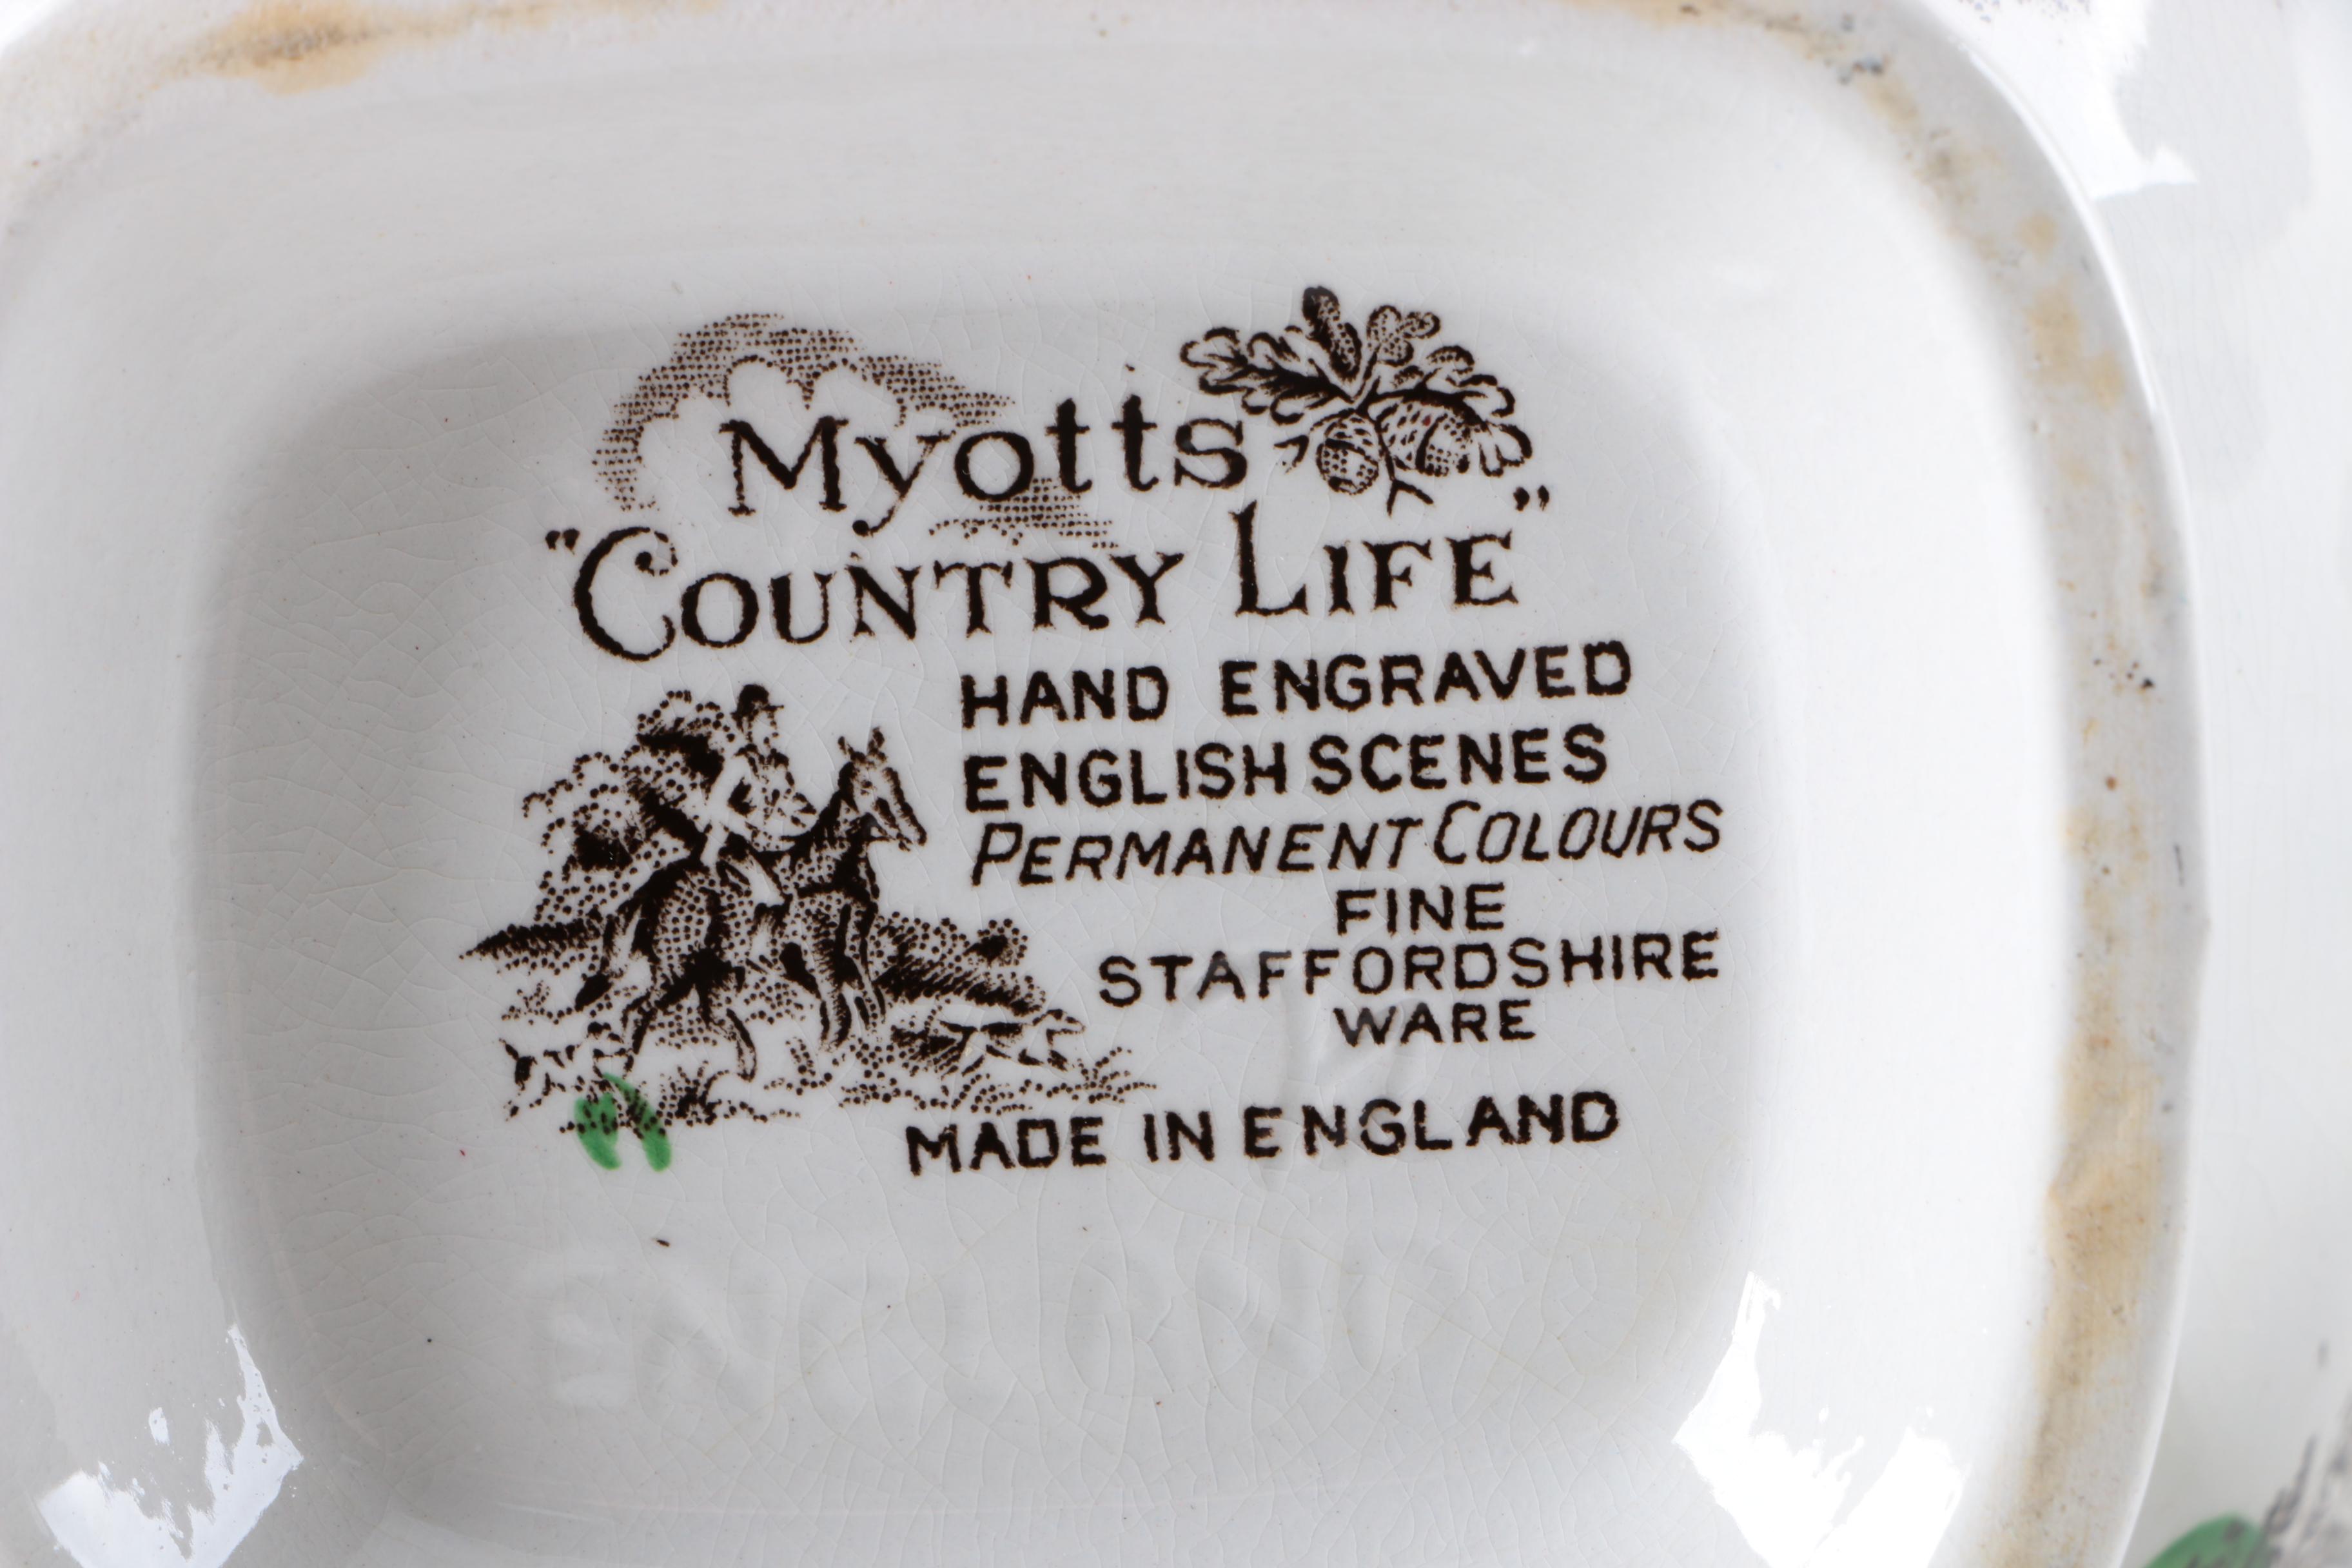 Myotts
"COUNTRY LIFE"
HAND ENGRAVED
ENGLISH SCENES
PERMANENT COLOURS
FINE
STAFFORDSHIRE
WARE
MADE IN ENGLAND